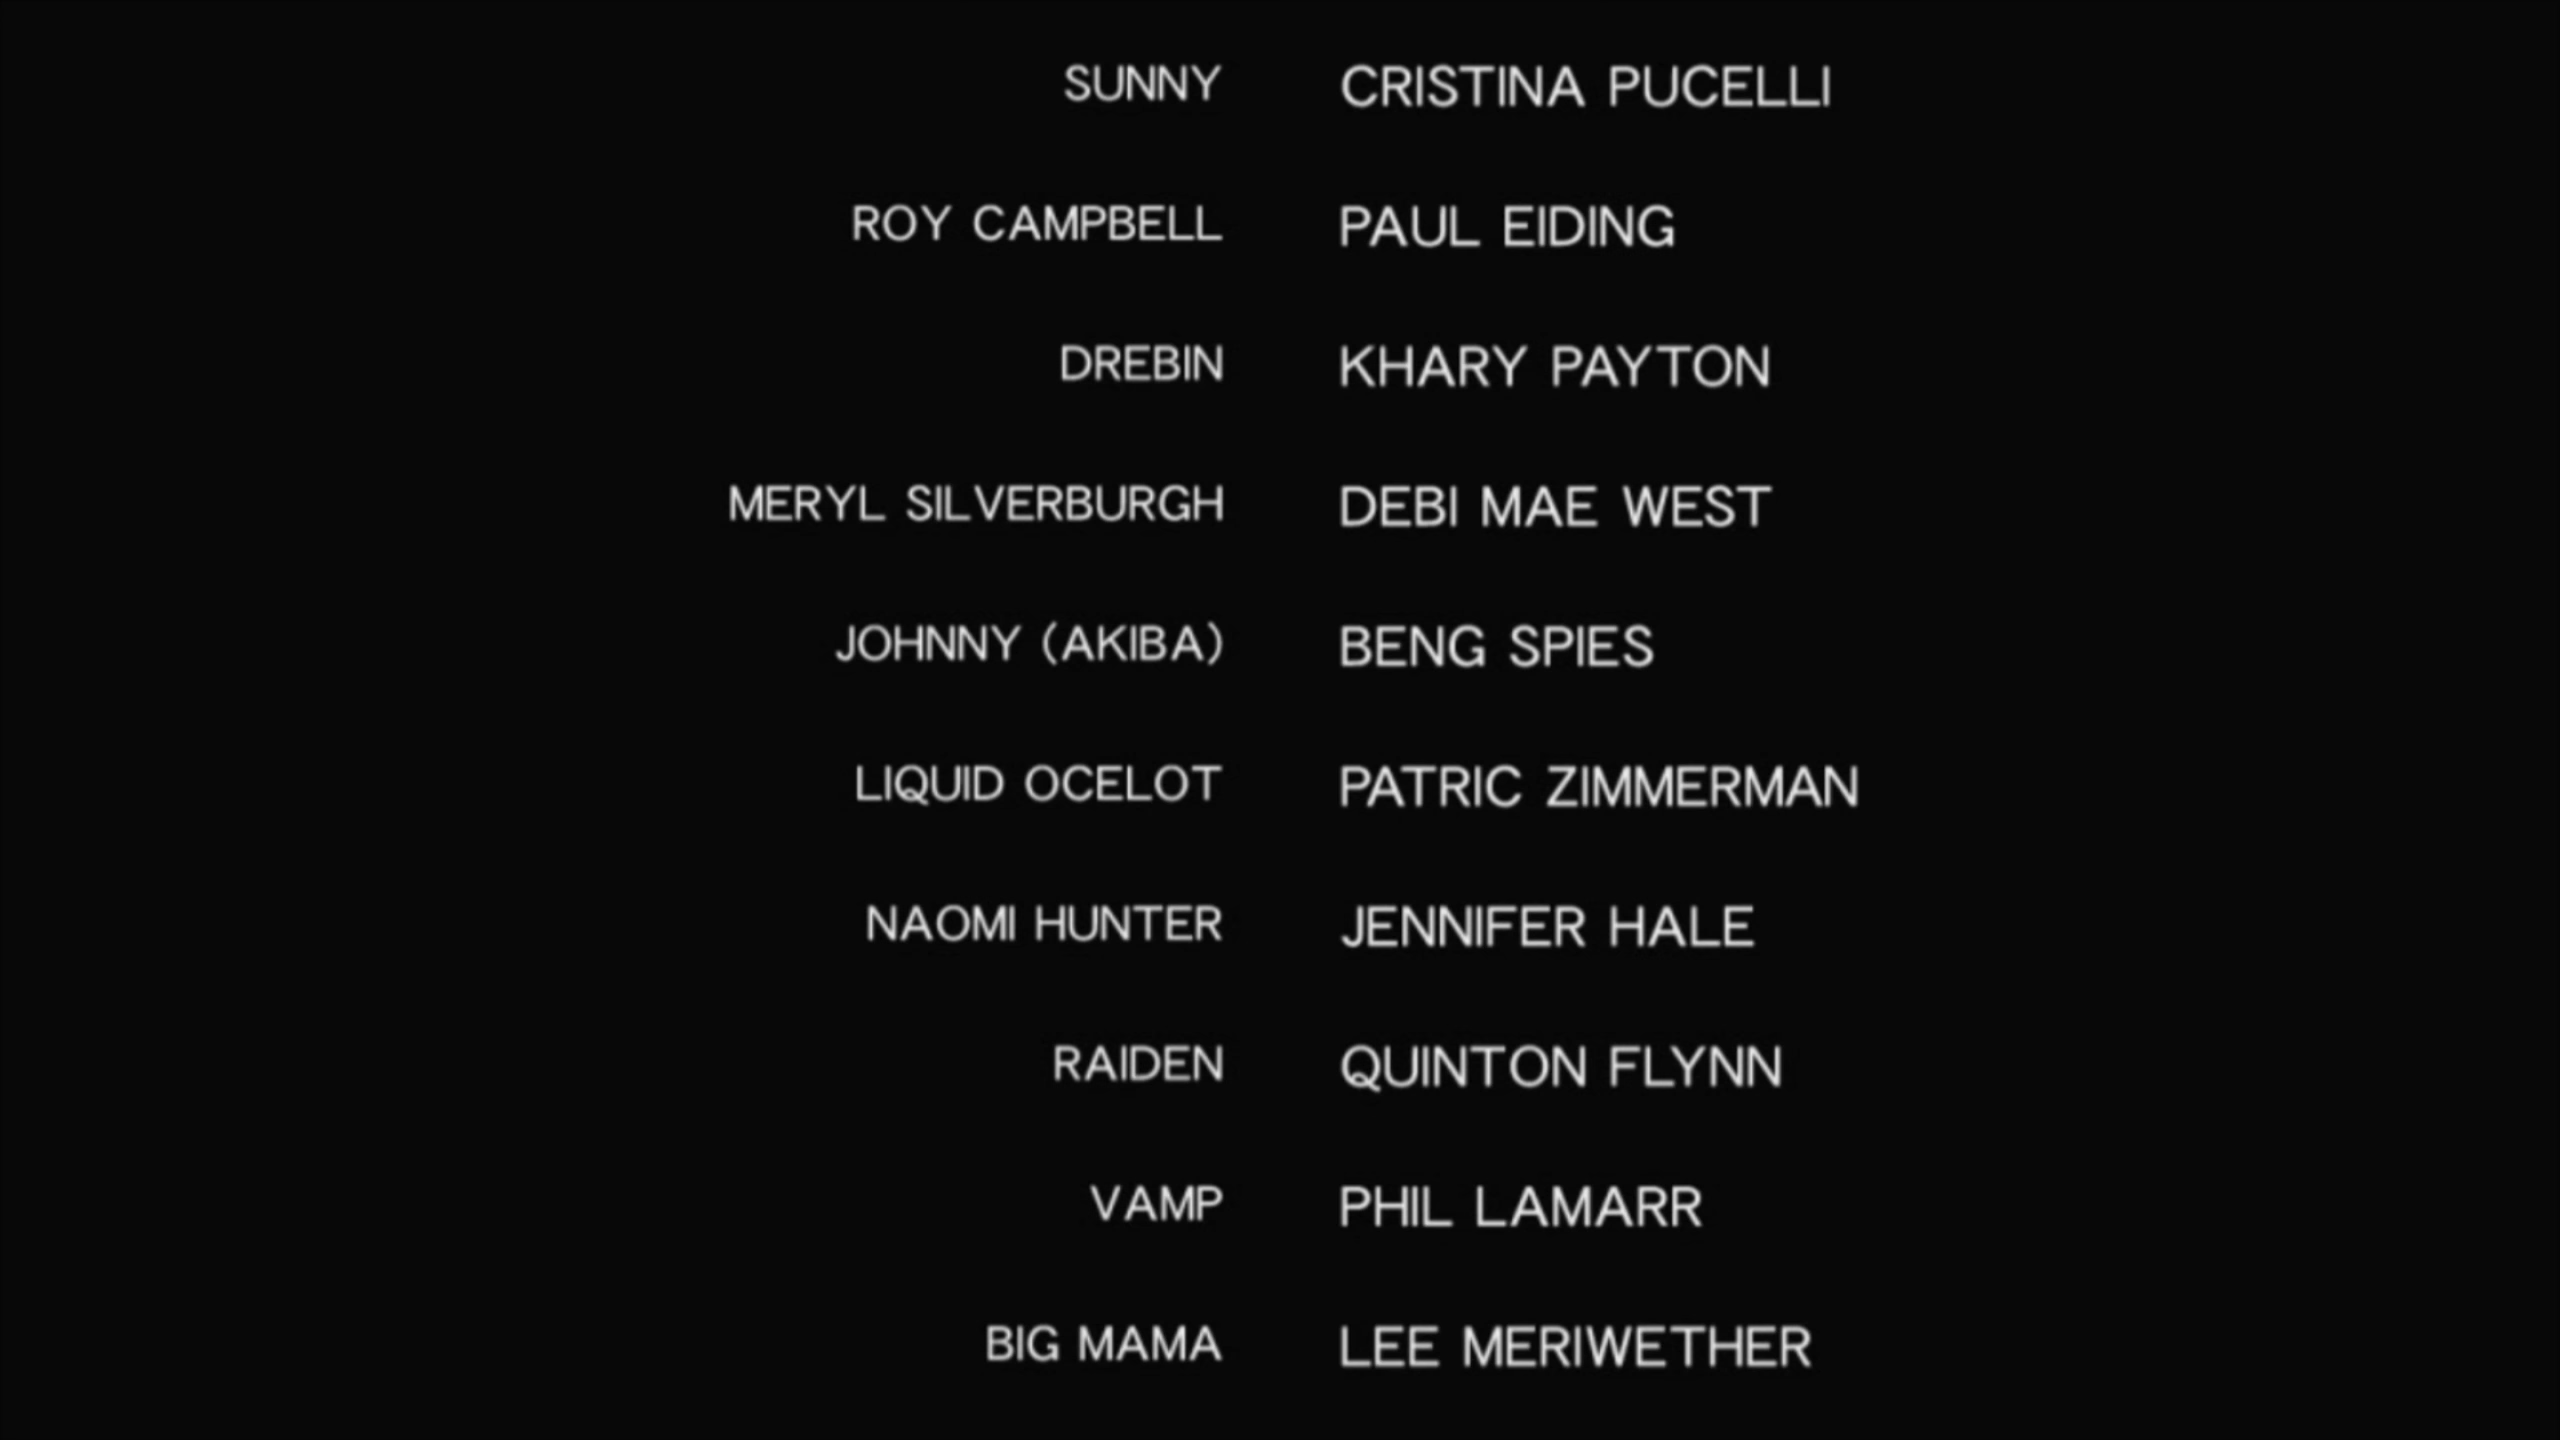 SUNNY CRISTINA PUCELLI
ROY CAMPBELL PAUL EIDING
DREBIN KHARY PAYTON
MERYL SILVERBURGH DEBI MAE WEST
JOHNNY (AKIBA) BENG SPIES
LIQUID OCELOT PATRIC ZIMMERMAN
NAOMI HUNTER JENNIFER HALE
RAIDEN QUINTON FLYNN
VAMP PHIL LAMARR
BIG MAMA LEE MERIWETHER